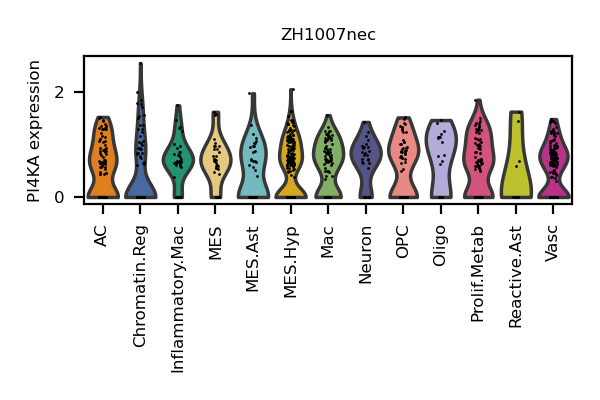 ZH1007nec
PI4KA expression
2
0
AC
Chromatin.Reg
Inflammatory.Mac
MES
MES.Ast
MES.Hyp
Mac
Neuron
OPC
Oligo
Prolif.Metab
Reactive.Ast
Vasc